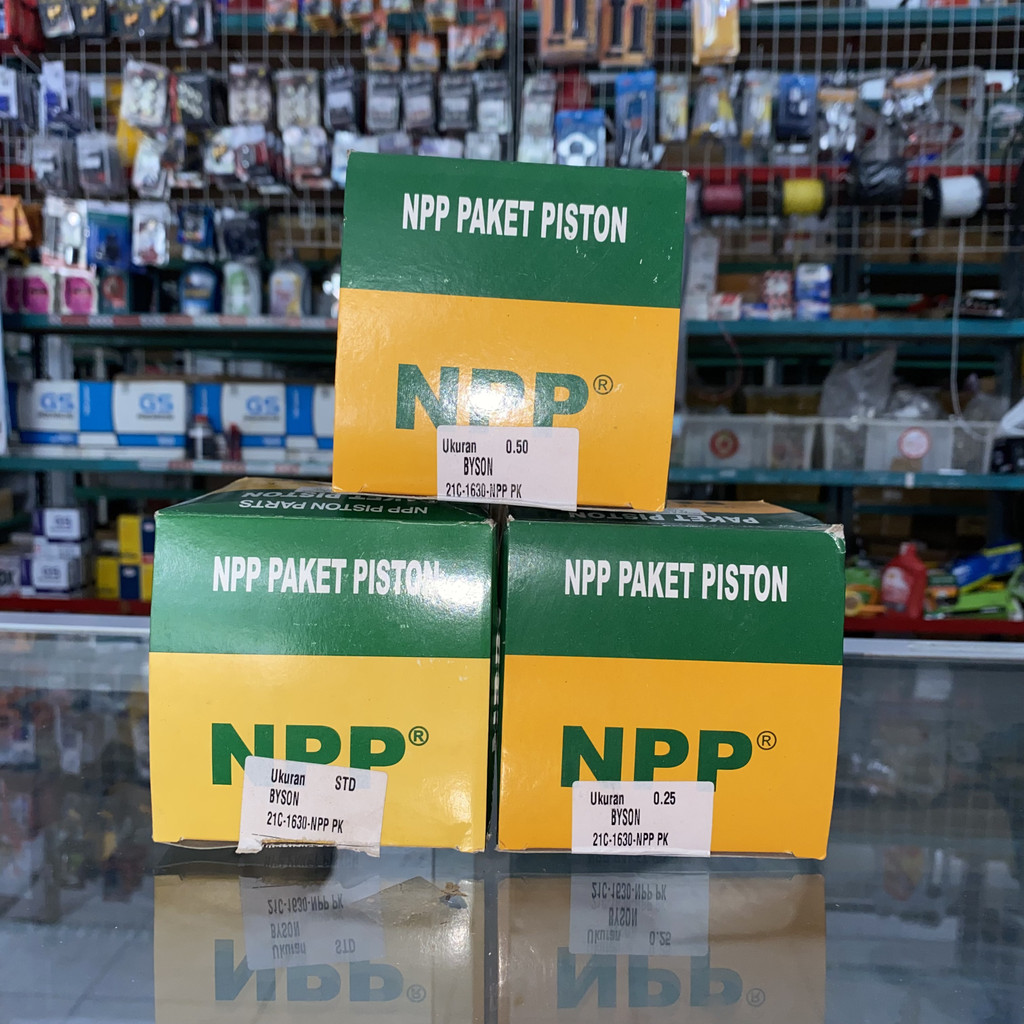 NPP PAKET PISTON
NPP®
Ukuran 0.50
BYSON
21C-1630-NPP PK
PAKET PISTON
NPP PISTON PARTS
NPP PAKET PISTON
NPP®
Ukuran STD
BYSON
21C-1630-NPP PK
PAKET PISTON
NPP PAKET PISTON
NPP®
Ukuran 0.25
BYSON
21C-1630-NPP PK
GS
GS
GS